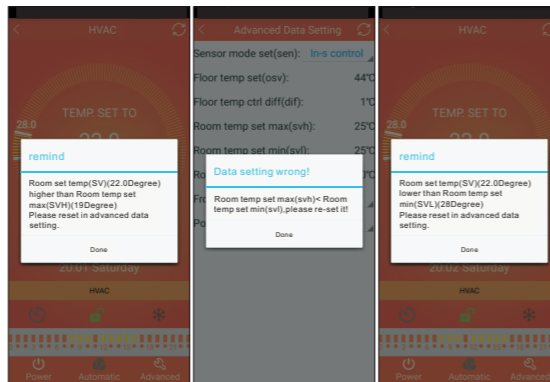 HVAC
TEMP. SET TO
28.0
22.0
remind
Room set temp(SV)(22.0Degree)
higher than Room temp set
max(SVH)(19Degree)
Please reset in advanced data
setting.
Done
20:01 Saturday
HVAC
Power Automatic Advanced
Advanced Data Setting
Sensor mode set(sen): In-s control
Floor temp set(osv): 44℃
Floor temp ctrl diff(dif): 1℃
Room temp set max(svh): 25℃
Room temp set min(svl): 25℃
Data setting wrong!
Room temp set max(svh)< Room
temp set min(svl),please re-set it!
Done
HVAC
TEMP. SET TO
28.0
remind
Room set temp(SV)(22.0Degree)
lower than Room temp set
min(SVL)(28Degree)
Please reset in advanced data
setting.
Done
20:02 Saturday
HVAC
Power Automatic Advanced